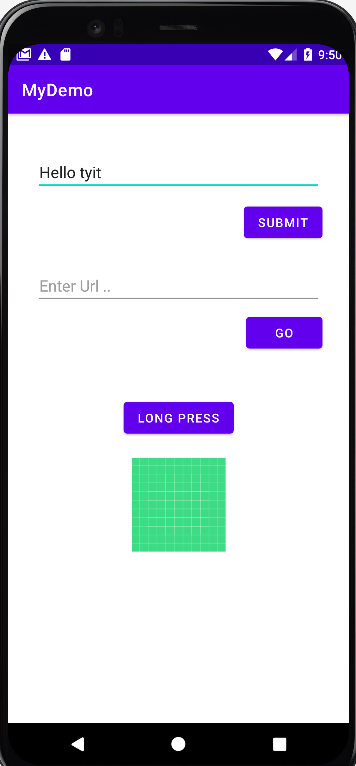 9:50
MyDemo
Hello tyit
SUBMIT
Enter Url ..
GO
LONG PRESS